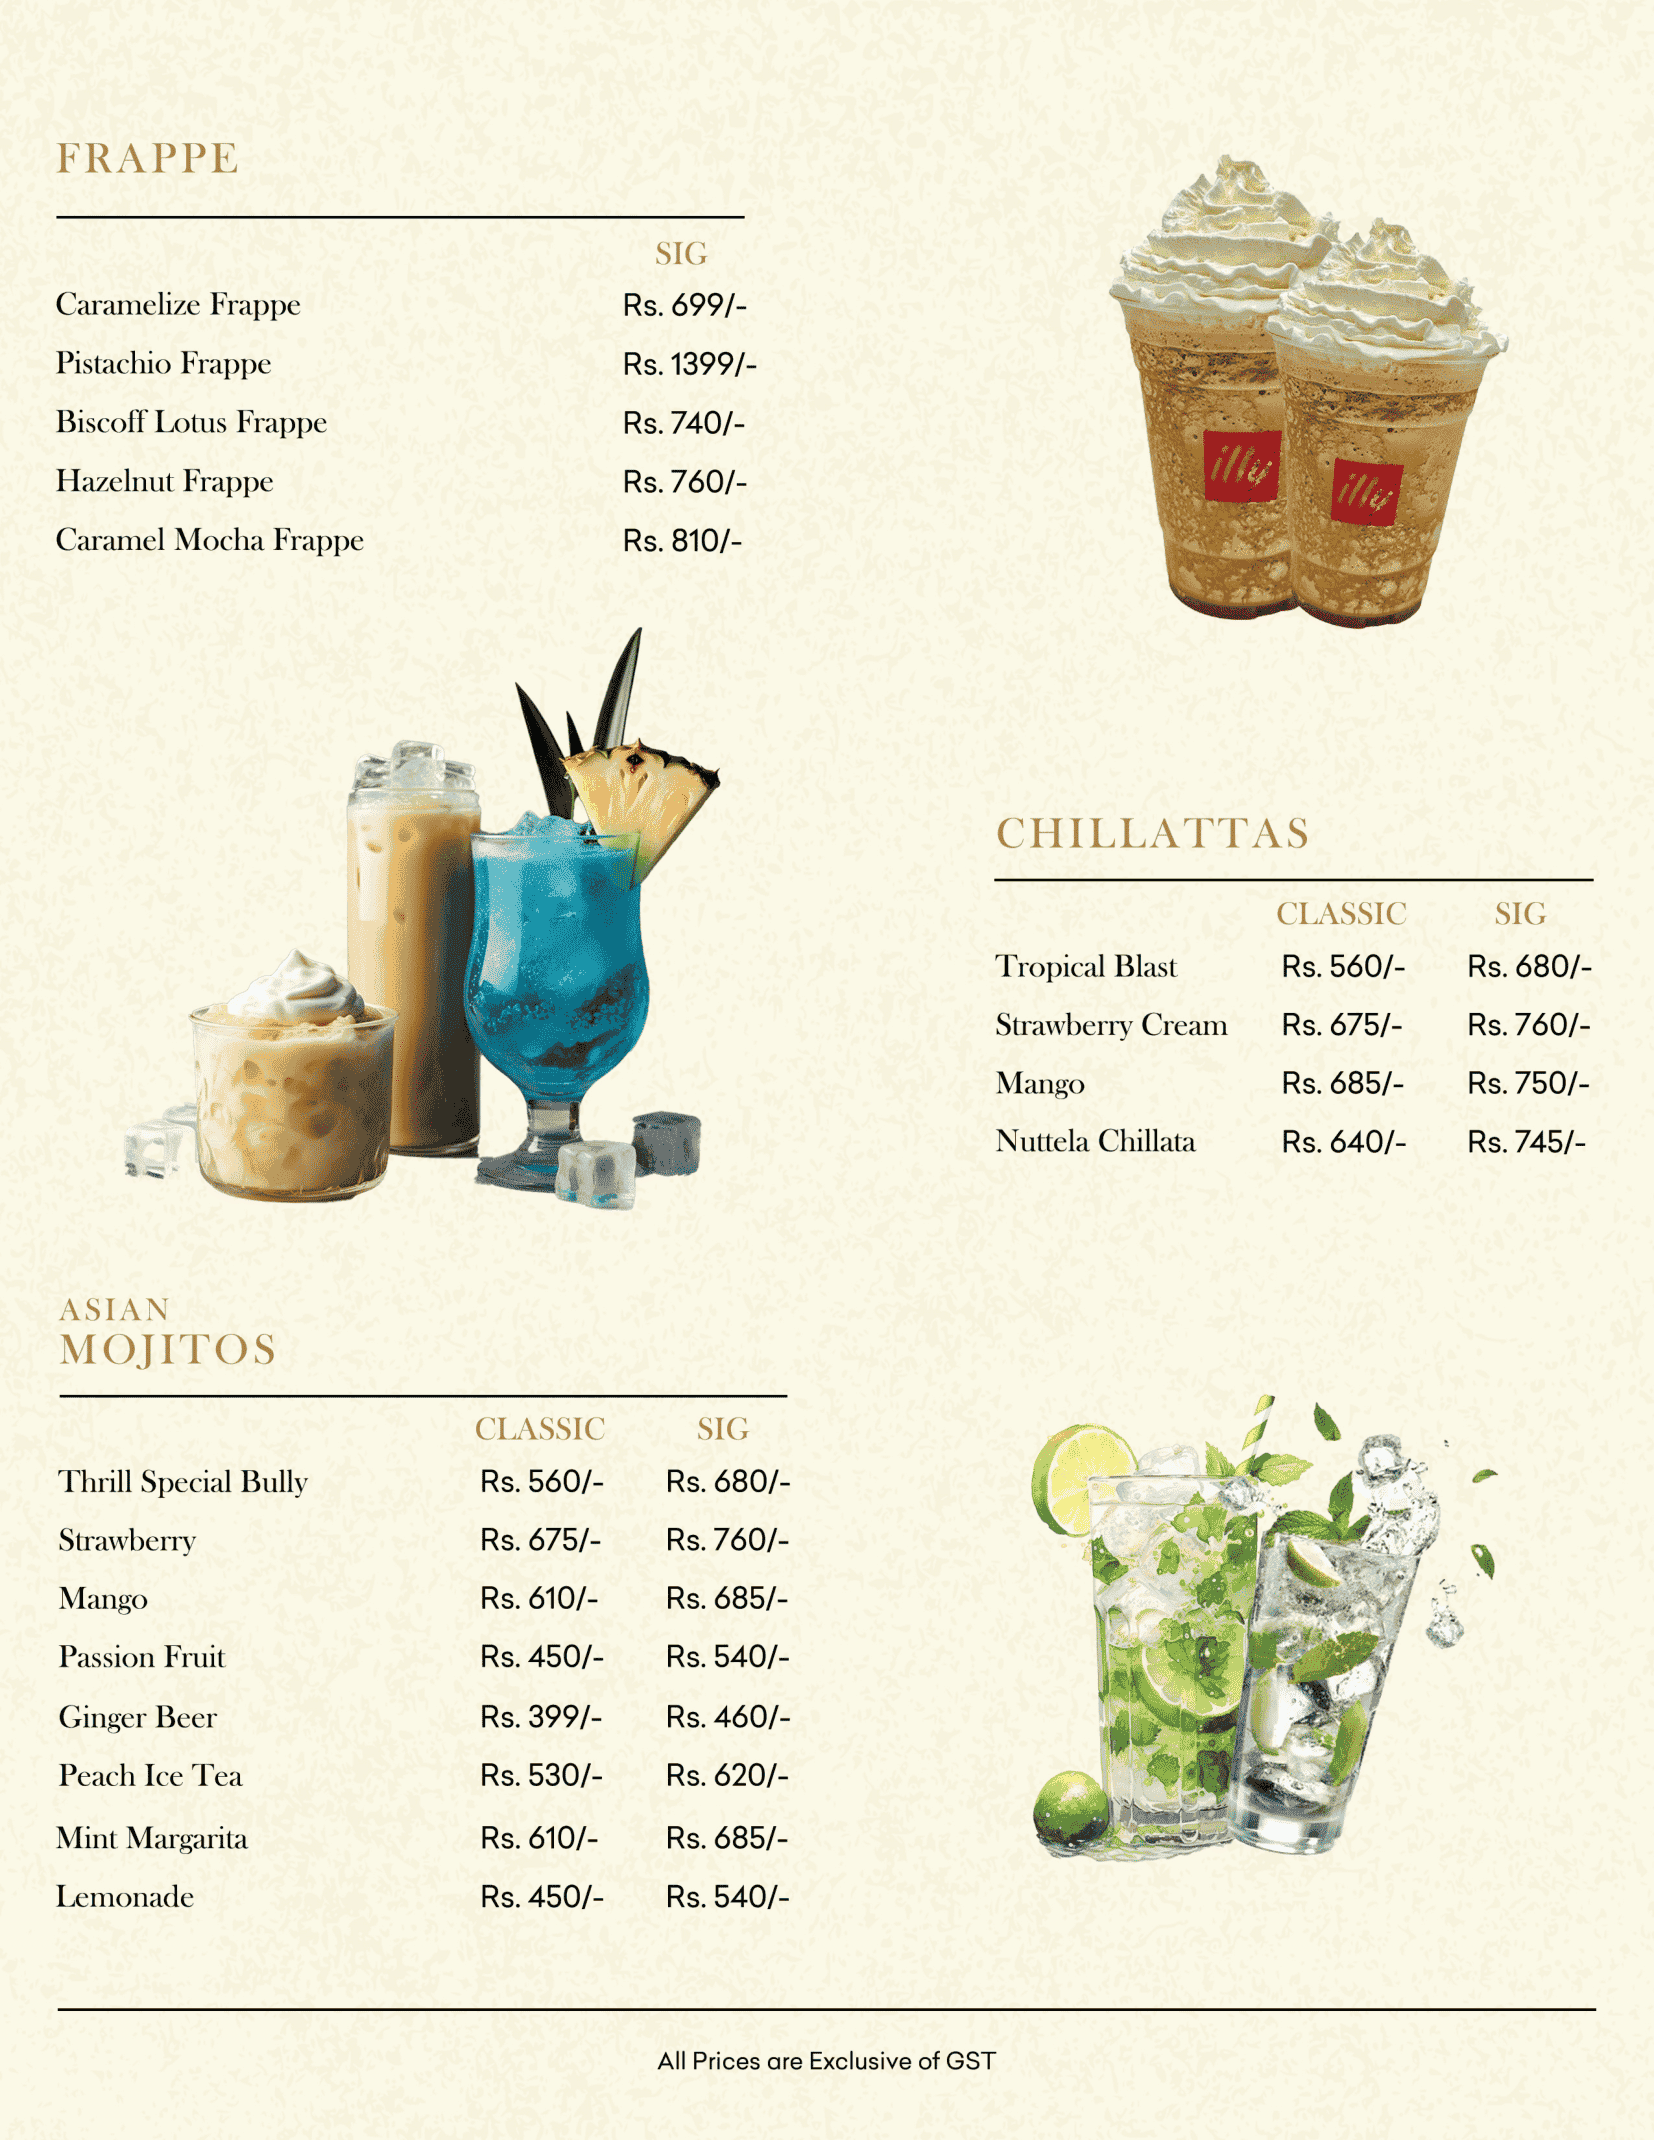 FRAPPE
SIG
Caramelize Frappe Rs. 699/-
Pistachio Frappe Rs. 1399/-
Biscoff Lotus Frappe Rs. 740/-
Hazelnut Frappe Rs. 760/-
Caramel Mocha Frappe Rs. 810/-
illy illy
CHILLATTAS
CLASSIC SIG
Tropical Blast Rs. 560/- Rs. 680/-
Strawberry Cream Rs. 675/- Rs. 760/-
Mango Rs. 685/- Rs. 750/-
Nuttela Chillata Rs. 640/- Rs. 745/-
ASIAN
MOJITOS
CLASSIC SIG
Thrill Special Bully Rs. 560/- Rs. 680/-
Strawberry Rs. 675/- Rs. 760/-
Mango Rs. 610/- Rs. 685/-
Passion Fruit Rs. 450/- Rs. 540/-
Ginger Beer Rs. 399/- Rs. 460/-
Peach Ice Tea Rs. 530/- Rs. 620/-
Mint Margarita Rs. 610/- Rs. 685/-
Lemonade Rs. 450/- Rs. 540/-
All Prices are Exclusive of GST